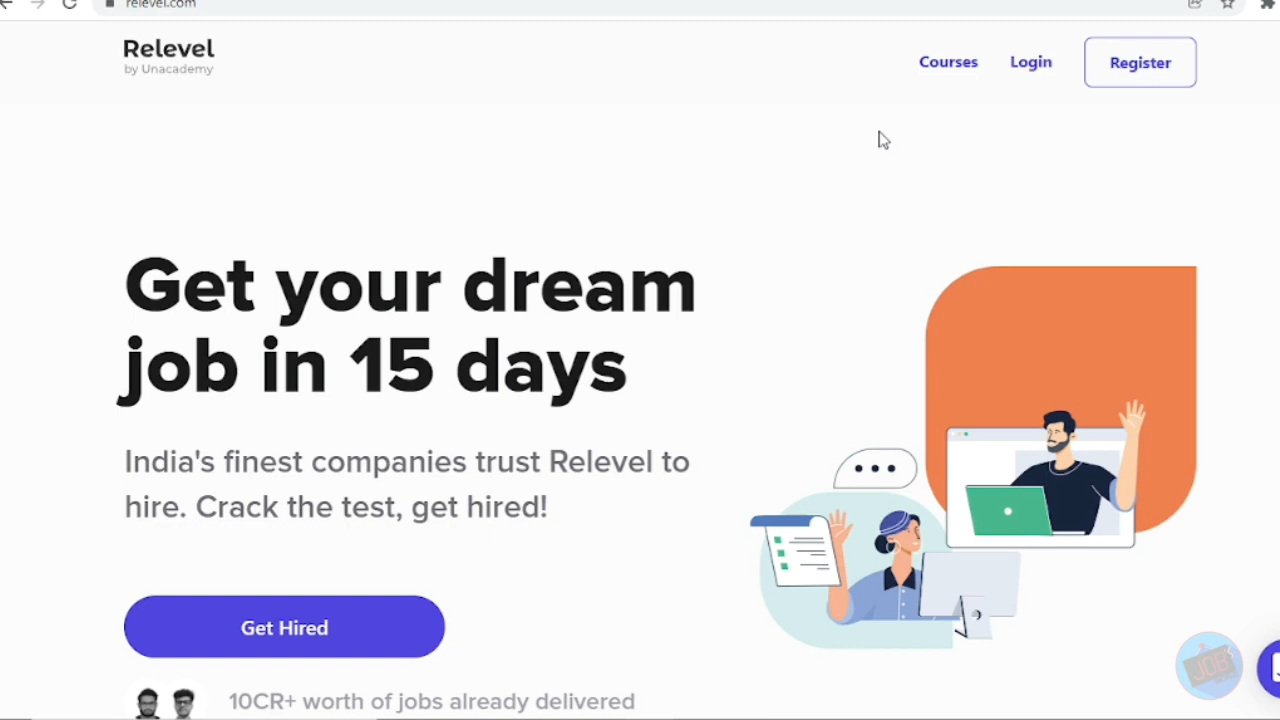 relevel.com
Relevel
by Unacademy
Courses
Login
Register
Get your dream
job in 15 days
India's finest companies trust Relevel to
hire. Crack the test, get hired!
Get Hired
10CR+ worth of jobs already delivered
JOB